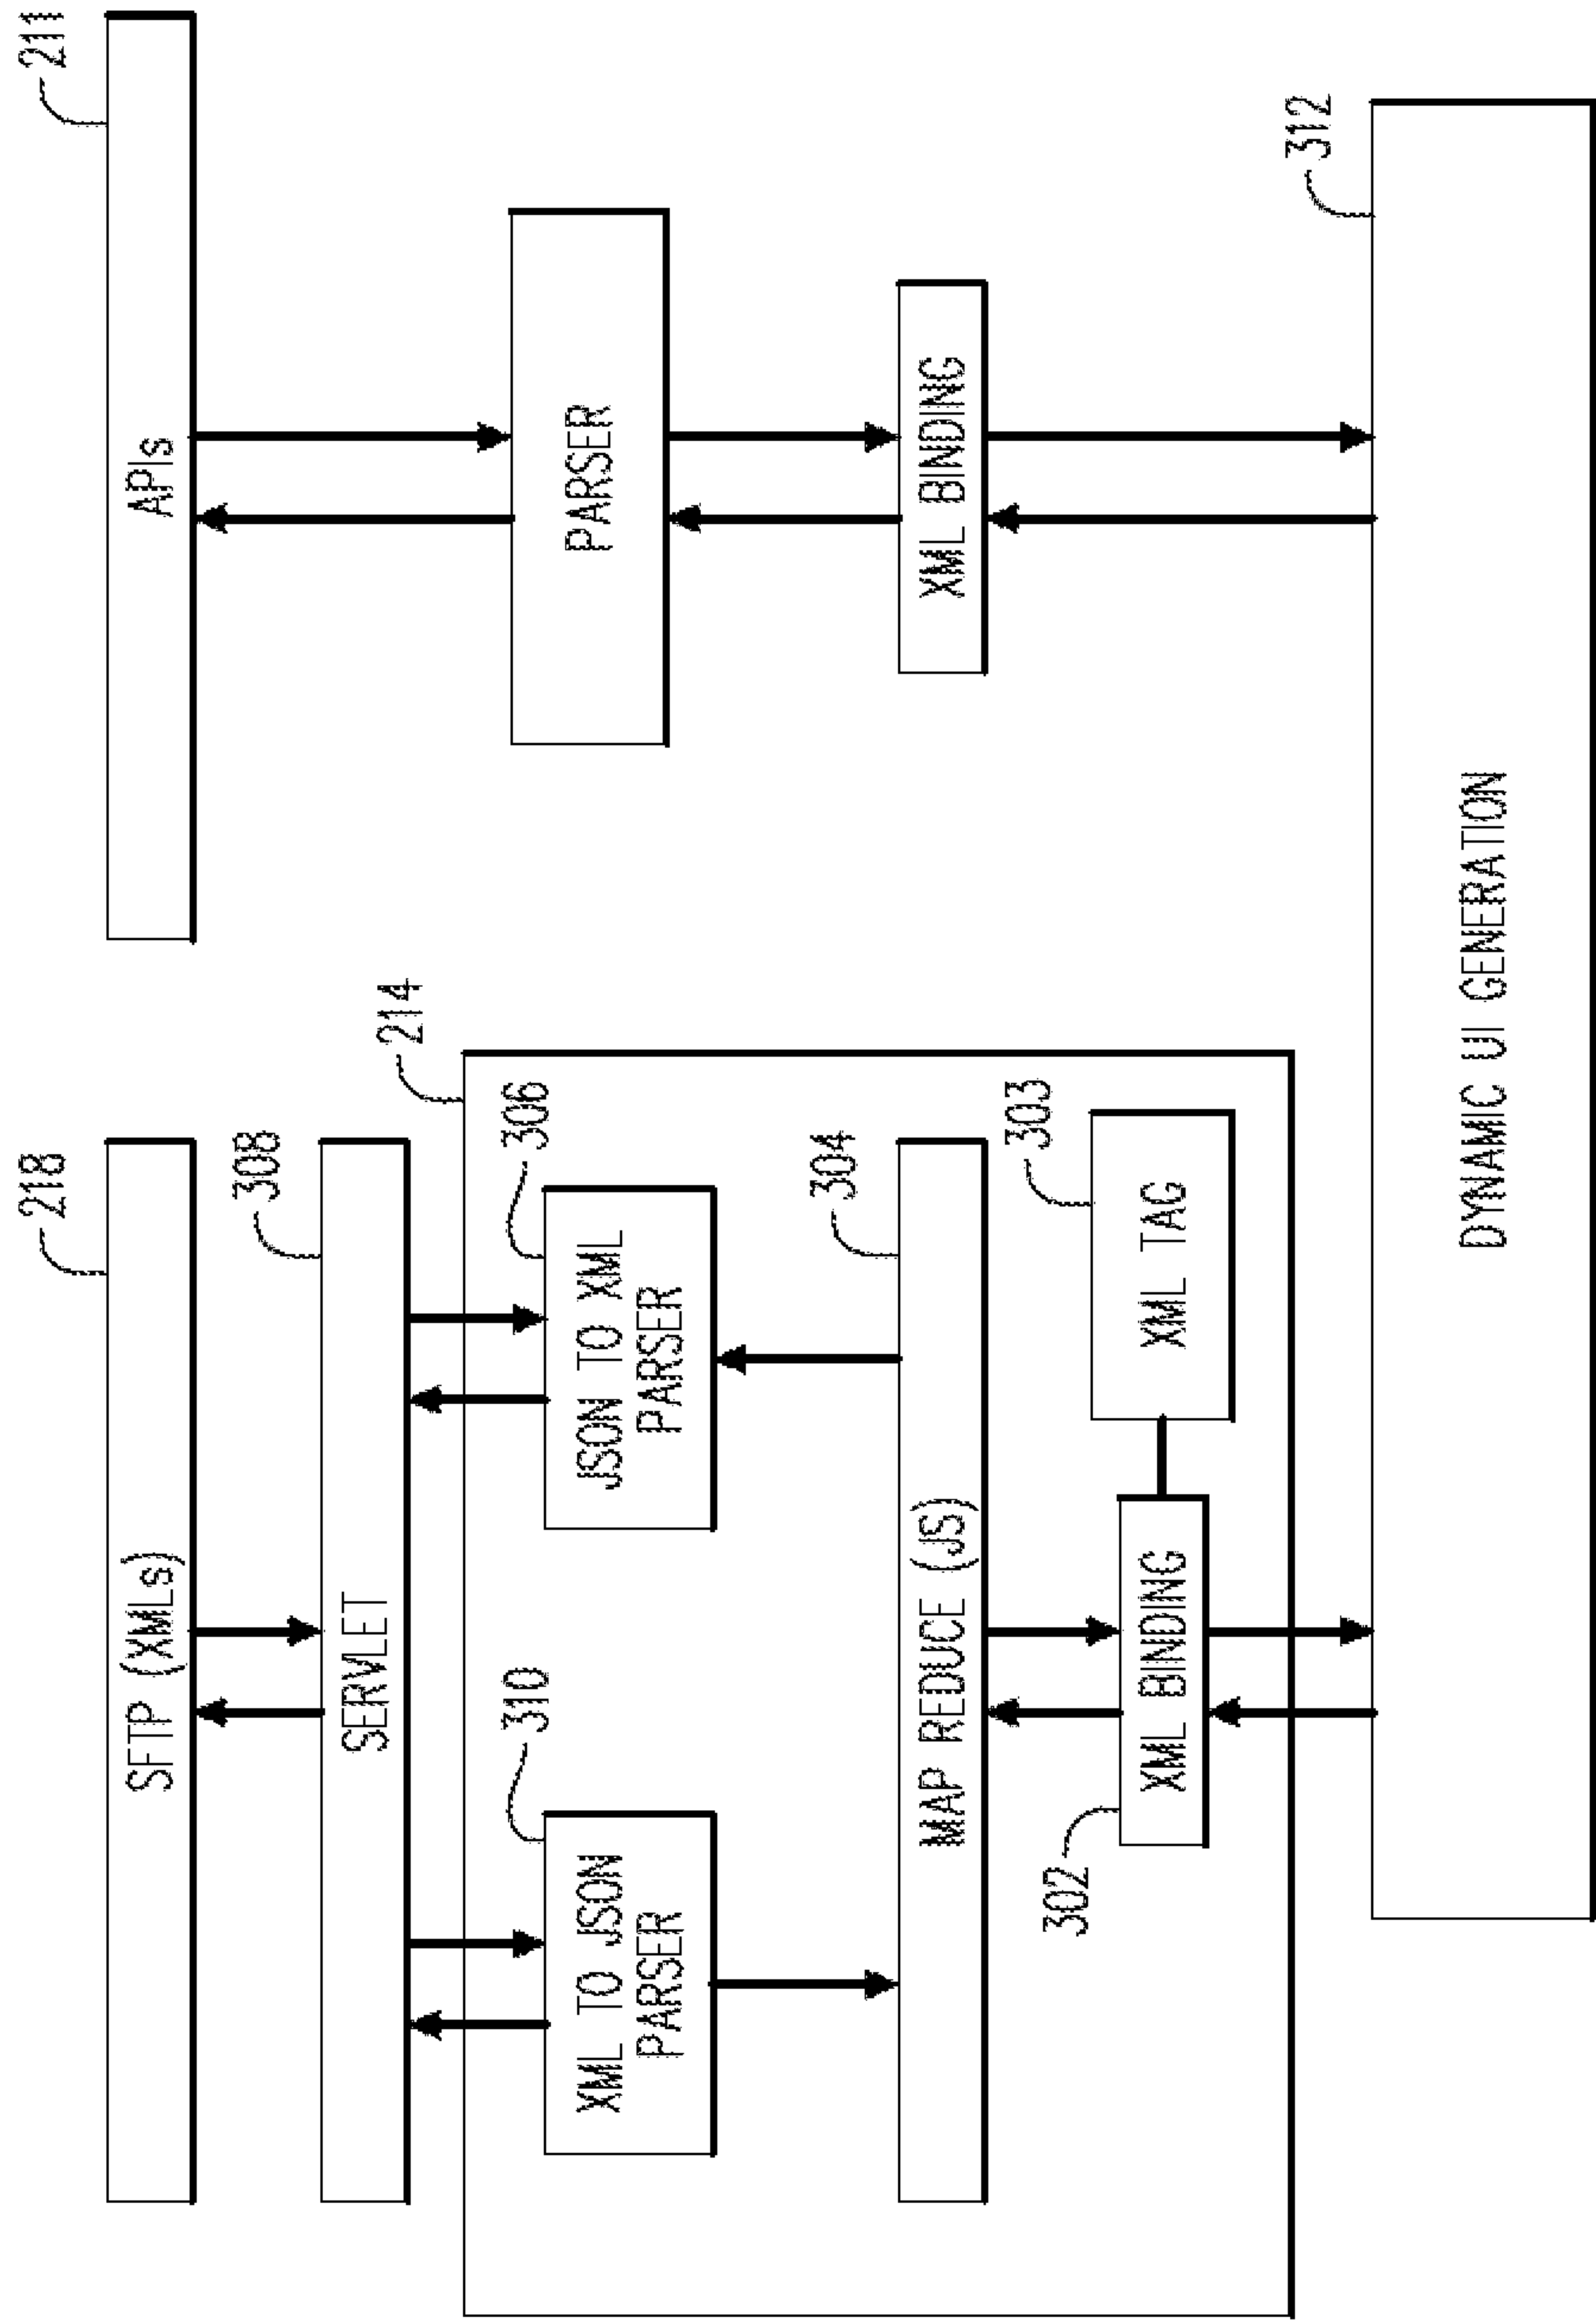 218
SFTP (XMLs)
211
APIs
308
SERVLET
214
310
XML TO JSON
PARSER
306
JSON TO XML
PARSER
PARSER
304
MAP REDUCE (JS)
XML BINDING
302
XML BINDING
303
XML TAG
312
DYNAMIC UI GENERATION